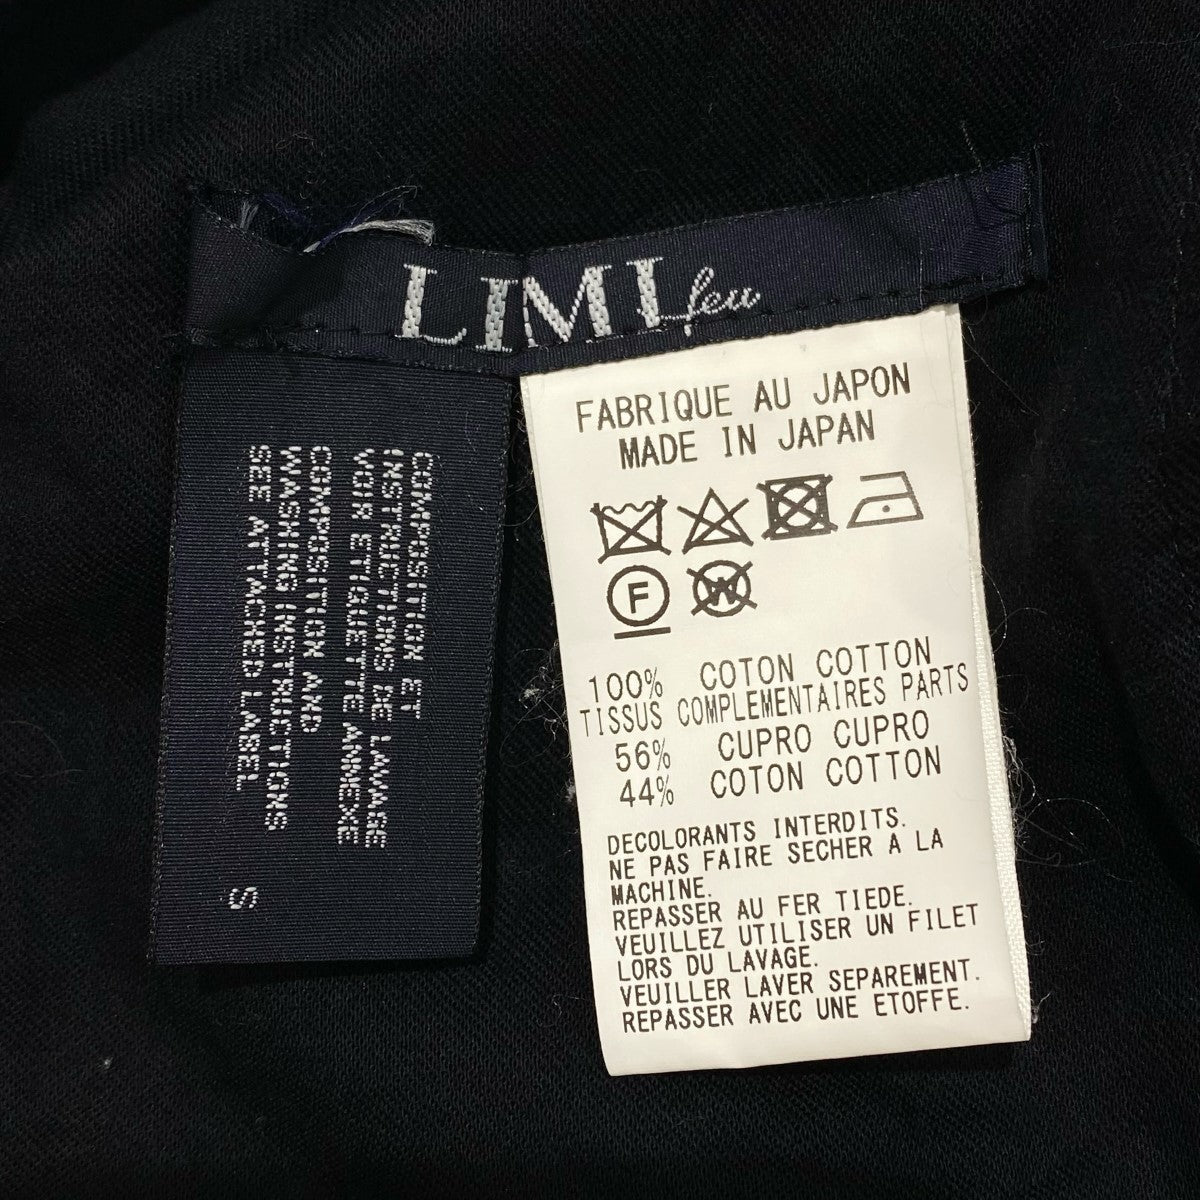 LIMI feu
COMPOSITION ET
INSTRUCTIONS DE LAVAGE
VOIR ETIQUETTE ANNEXE
COMPOSITION AND
WASHING INSTRUCTIONS
SEE ATTACHED LABEL
S
FABRIQUE AU JAPON
MADE IN JAPAN
F W
100% COTON COTTON
TISSUS COMPLEMENTAIRES PARTS
56% CUPRO CUPRO
44% COTON COTTON
DECOLORANTS INTERDITS.
NE PAS FAIRE SECHER À LA
MACHINE.
REPASSER AU FER TIEDE.
VEUILLEZ UTILISER UN FILET
LORS DU LAVAGE.
VEUILLER LAVER SEPAREMENT.
REPASSER AVEC UNE ETOFFE.